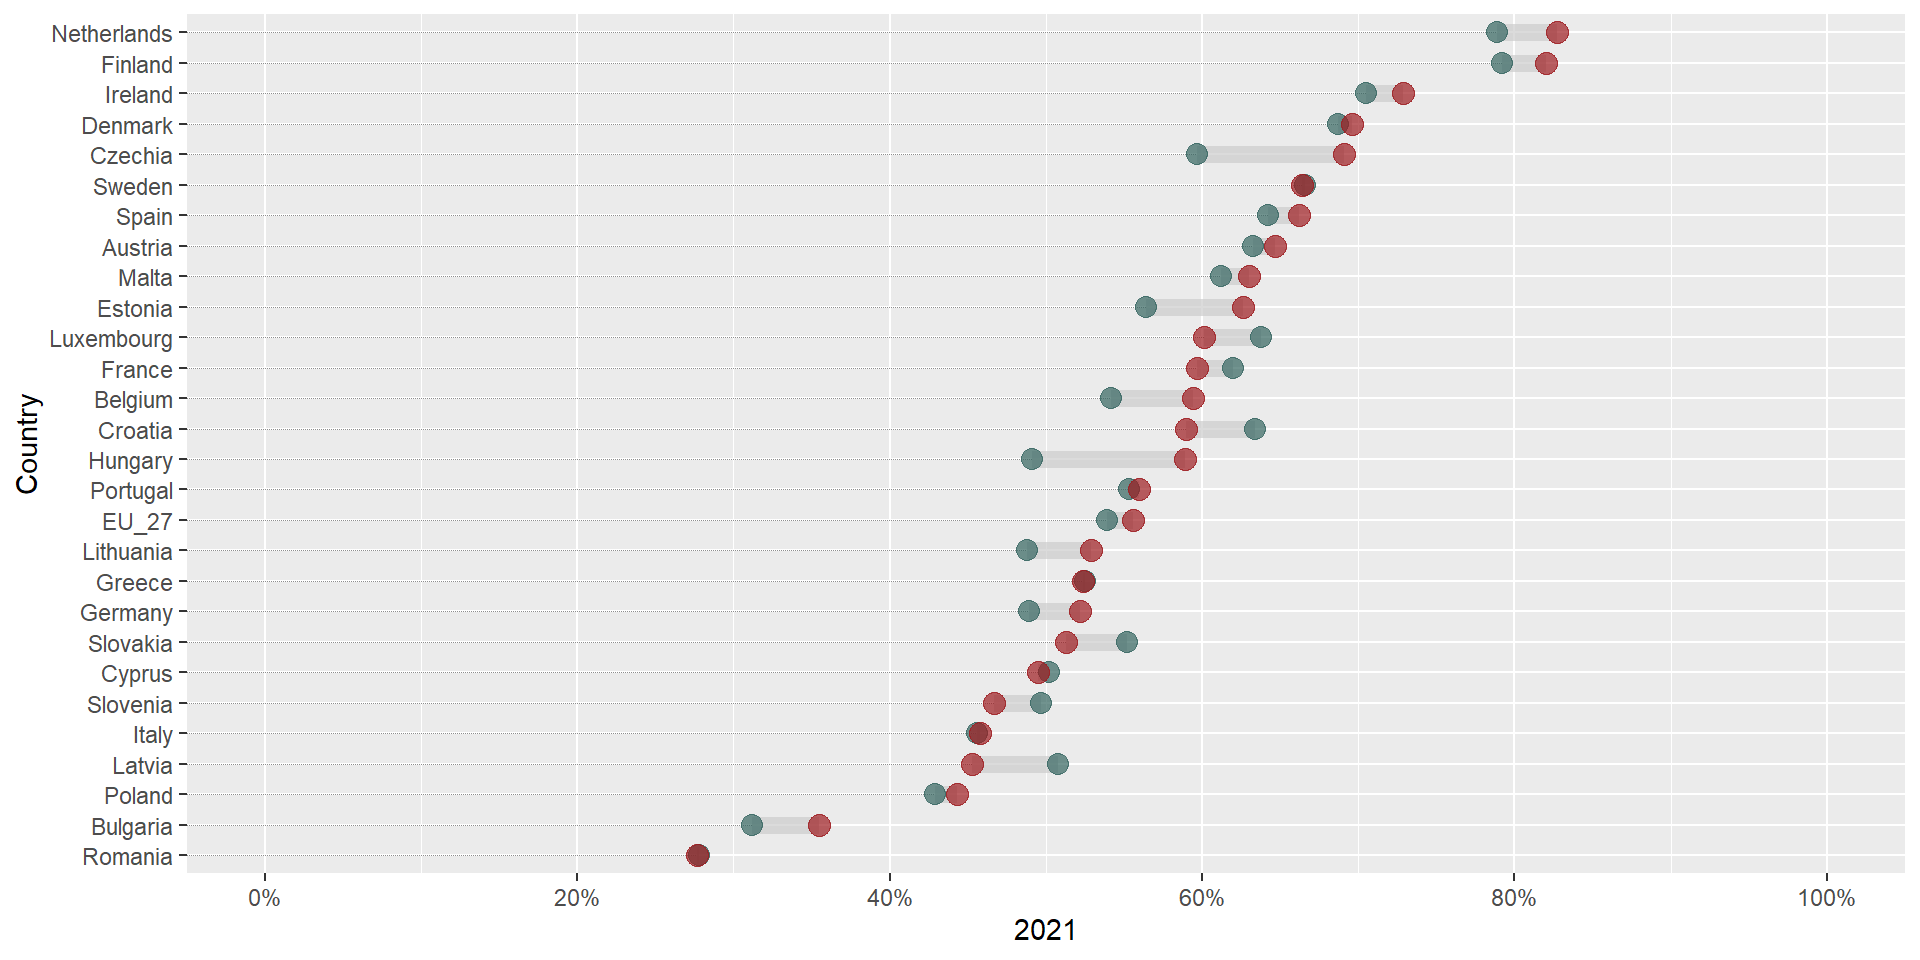 Netherlands
Finland
Ireland
Denmark
Czechia
Sweden
Spain
Austria
Malta
Estonia
Luxembourg
France
Belgium
Croatia
Hungary
Portugal
EU_27
Lithuania
Greece
Germany
Slovakia
Cyprus
Slovenia
Italy
Latvia
Poland
Bulgaria
Romania
Country
0% 20% 40% 60% 80% 100%
2021